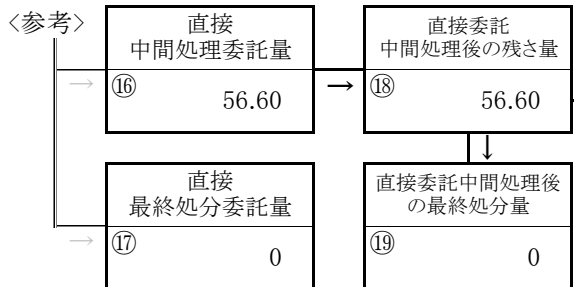 〈参考〉
直接
中間処理委託量
→
⑯
56.60
→
直接委託
中間処理後の残さ量
⑱
56.60
↓
直接
最終処分委託量
→
⑰
0
直接委託中間処理後
の最終処分量
⑲
0